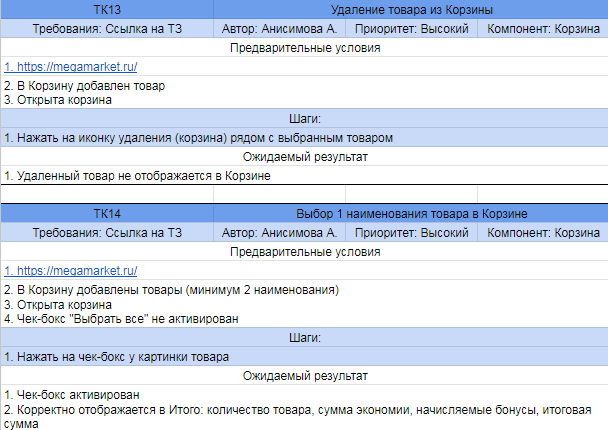 ТК13 Удаление товара из Корзины
Требования: Ссылка на ТЗ Автор: Анисимова А. Приоритет: Высокий Компонент: Корзина
Предварительные условия
1. https://megamarket.ru/
2. В Корзину добавлен товар
3. Открыта корзина
Шаги:
1. Нажать на иконку удаления (корзина) рядом с выбранным товаром
Ожидаемый результат
1. Удаленный товар не отображается в Корзине
ТК14 Выбор 1 наименования товара в Корзине
Требования: Ссылка на ТЗ Автор: Анисимова А. Приоритет: Высокий Компонент: Корзина
Предварительные условия
1. https://megamarket.ru/
2. В Корзину добавлены товары (минимум 2 наименования)
3. Открыта корзина
4. Чек-бокс "Выбрать все" не активирован
Шаги:
1. Нажать на чек-бокс у картинки товара
Ожидаемый результат
1. Чек-бокс активирован
2. Корректно отображается в Итого: количество товара, сумма экономии, начисляемые бонусы, итоговая
сумма